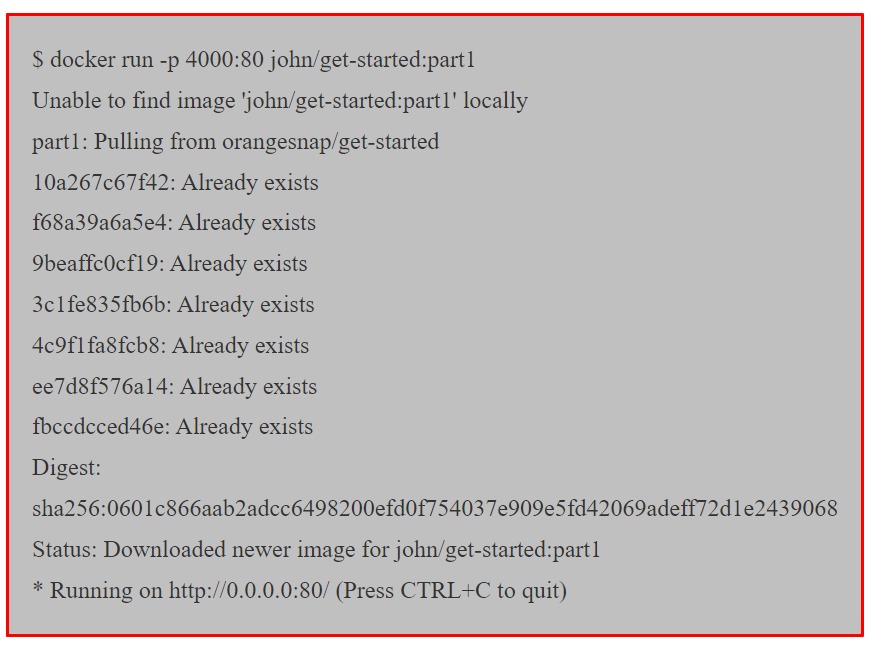 $ docker run -p 4000:80 john/get-started:part1
Unable to find image 'john/get-started:part1' locally
part1: Pulling from orangesnap/get-started
10a267c67f42: Already exists
f68a39a6a5e4: Already exists
9beaffc0cf19: Already exists
3c1fe835fb6b: Already exists
4c9f1fa8fcb8: Already exists
ee7d8f576a14: Already exists
fbccdcced46e: Already exists
Digest:
sha256:0601c866aab2adcc6498200efd0f754037e909e5fd42069adeff72d1e2439068
Status: Downloaded newer image for john/get-started:part1
* Running on http://0.0.0.0:80/ (Press CTRL+C to quit)